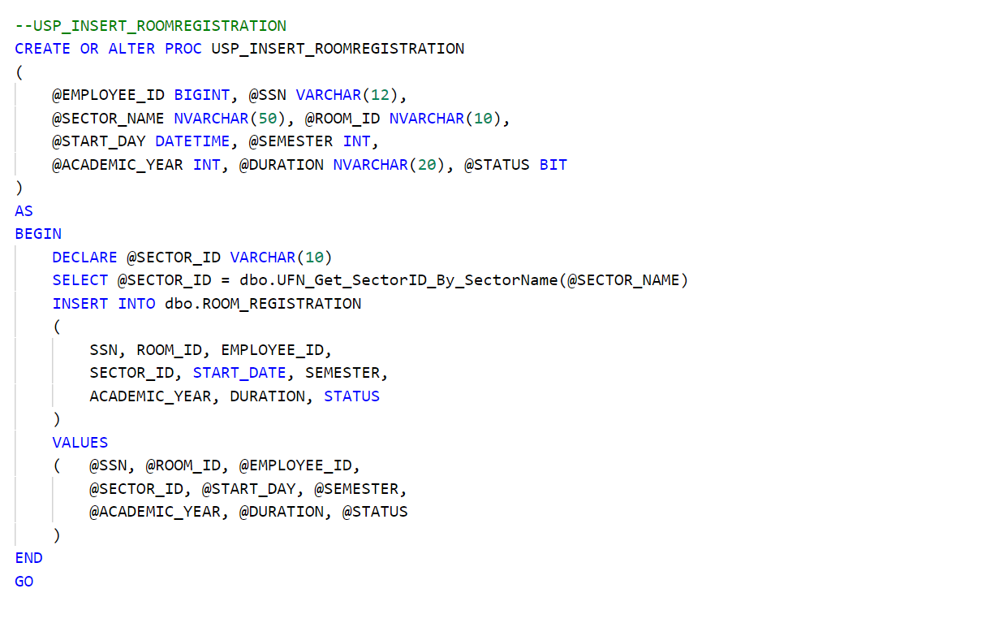 --USP_INSERT_ROOMREGISTRATION
CREATE OR ALTER PROC USP_INSERT_ROOMREGISTRATION
(
    @EMPLOYEE_ID BIGINT, @SSN VARCHAR(12),
    @SECTOR_NAME NVARCHAR(50), @ROOM_ID NVARCHAR(10),
    @START_DAY DATETIME, @SEMESTER INT,
    @ACADEMIC_YEAR INT, @DURATION NVARCHAR(20), @STATUS BIT
)
AS
BEGIN
    DECLARE @SECTOR_ID VARCHAR(10)
    SELECT @SECTOR_ID = dbo.UFN_Get_SectorID_By_SectorName(@SECTOR_NAME)
    INSERT INTO dbo.ROOM_REGISTRATION
    (
        SSN, ROOM_ID, EMPLOYEE_ID,
        SECTOR_ID, START_DATE, SEMESTER,
        ACADEMIC_YEAR, DURATION, STATUS
    )
    VALUES
    (   @SSN, @ROOM_ID, @EMPLOYEE_ID,
        @SECTOR_ID, @START_DAY, @SEMESTER,
        @ACADEMIC_YEAR, @DURATION, @STATUS
    )
END
GO